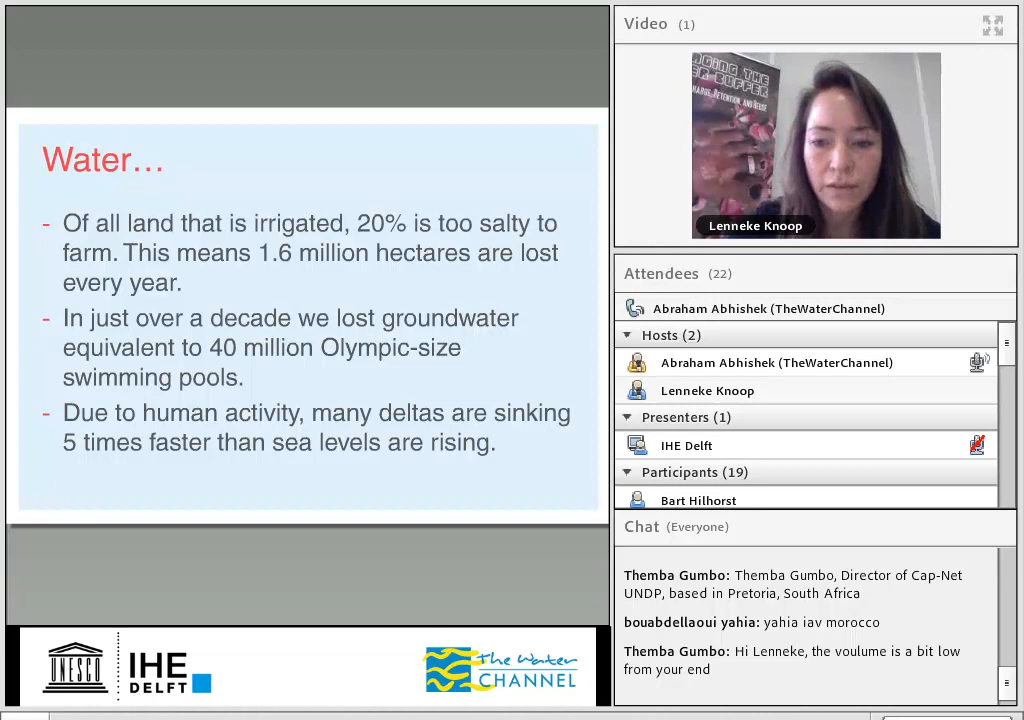 Water…
- Of all land that is irrigated, 20% is too salty to
farm. This means 1.6 million hectares are lost
every year.
- In just over a decade we lost groundwater
equivalent to 40 million Olympic-size
swimming pools.
- Due to human activity, many deltas are sinking
5 times faster than sea levels are rising.
UNESCO
IHE
DELFT
The Water
CHANNEL
Video (1)
CHARGE, RETENTION, AND REUSE
Lenneke Knoop
Attendees (22)
Abraham Abhishek (TheWaterChannel)
Hosts (2)
Abraham Abhishek (TheWaterChannel)
Lenneke Knoop
Presenters (1)
IHE Delft
Participants (19)
Bart Hilhorst
Chat (Everyone)
Themba Gumbo: Themba Gumbo, Director of Cap-Net
UNDP, based in Pretoria, South Africa
bouabdellaoui yahia: yahia iav morocco
Themba Gumbo: Hi Lenneke, the voulume is a bit low
from your end